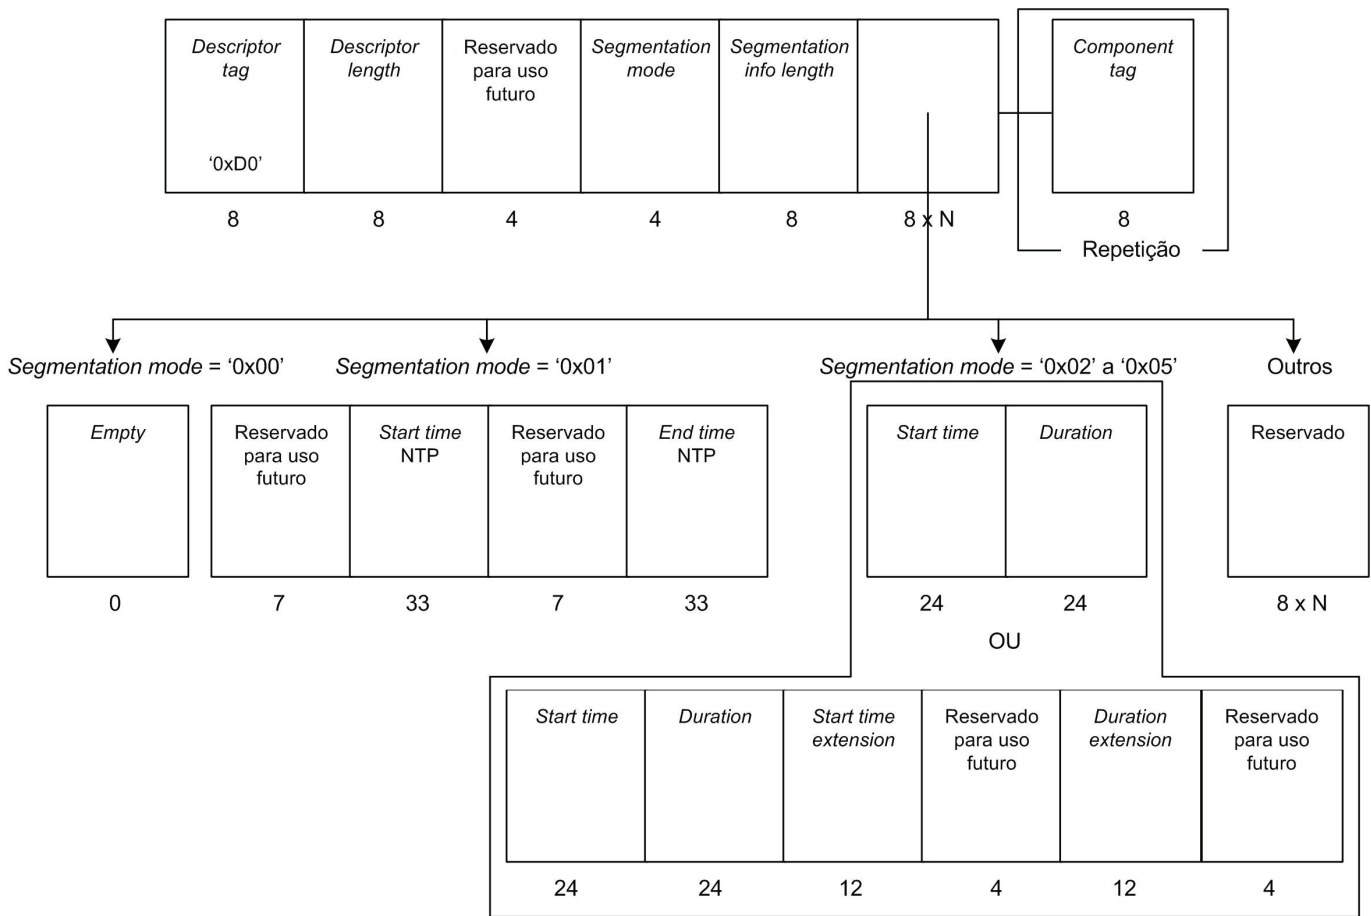 Descriptor tag
Descriptor length
Reservado para uso futuro
Segmentation mode
Segmentation info length
Component tag
‘0xD0’
8
8
4
4
8
8 x N
8
Repetição
Segmentation mode = ‘0x00’
Segmentation mode = ‘0x01’
Segmentation mode = ‘0x02’ a ‘0x05’
Outros
Empty
Reservado para uso futuro
Start time NTP
Reservado para uso futuro
End time NTP
Start time
Duration
Reservado
0
7
33
7
33
24
24
8 x N
OU
Start time
Duration
Start time extension
Reservado para uso futuro
Duration extension
Reservado para uso futuro
24
24
12
4
12
4